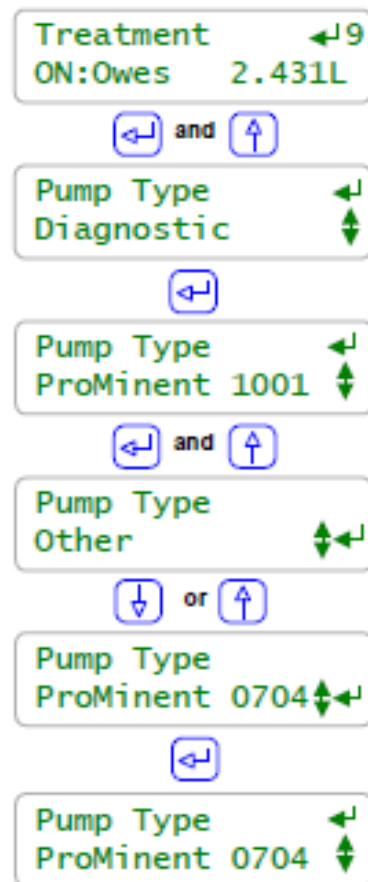 Treatment ↵9
ON:Owes 2.431L
and
Pump Type
Diagnostic
Pump Type
ProMinent 1001
and
Pump Type
Other
or
Pump Type
ProMinent 0704
Pump Type
ProMinent 0704